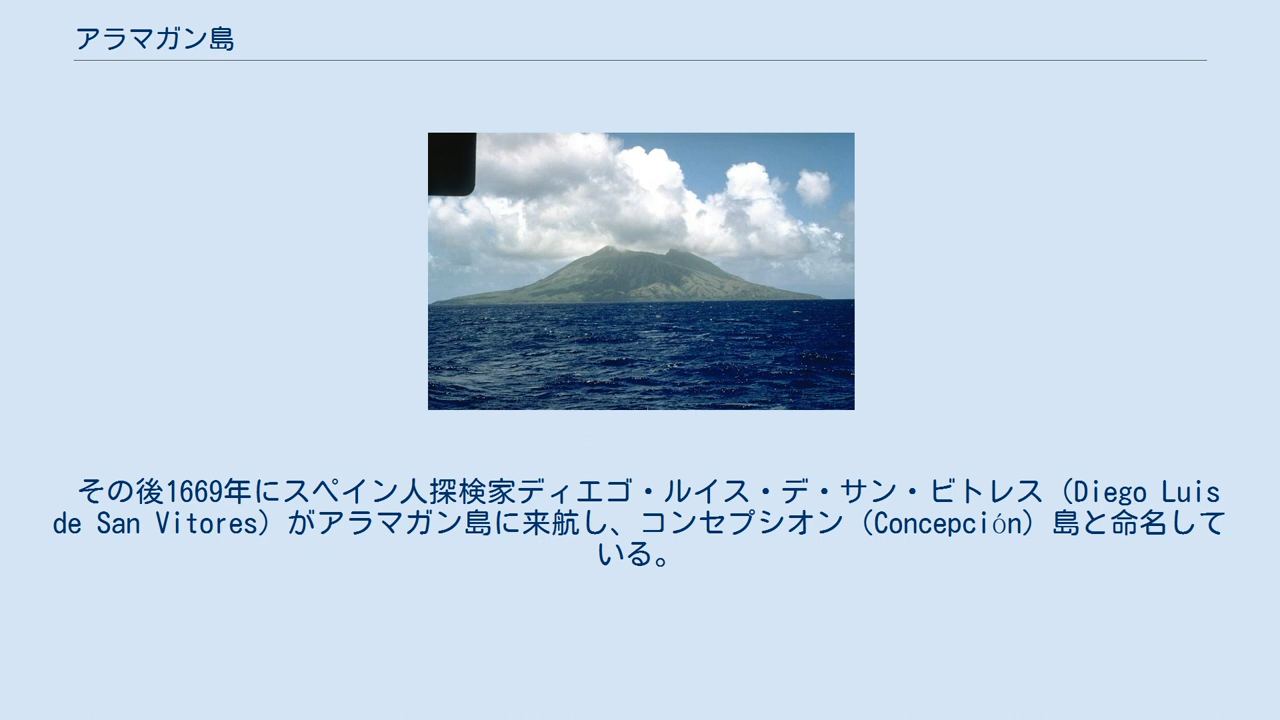 アラマガン島
その後1669年にスペイン人探検家ディエゴ・ルイス・デ・サン・ビトレス（Diego Luis
de San Vitores）がアラマガン島に来航し、コンセプシオン（Concepción）島と命名して
いる。